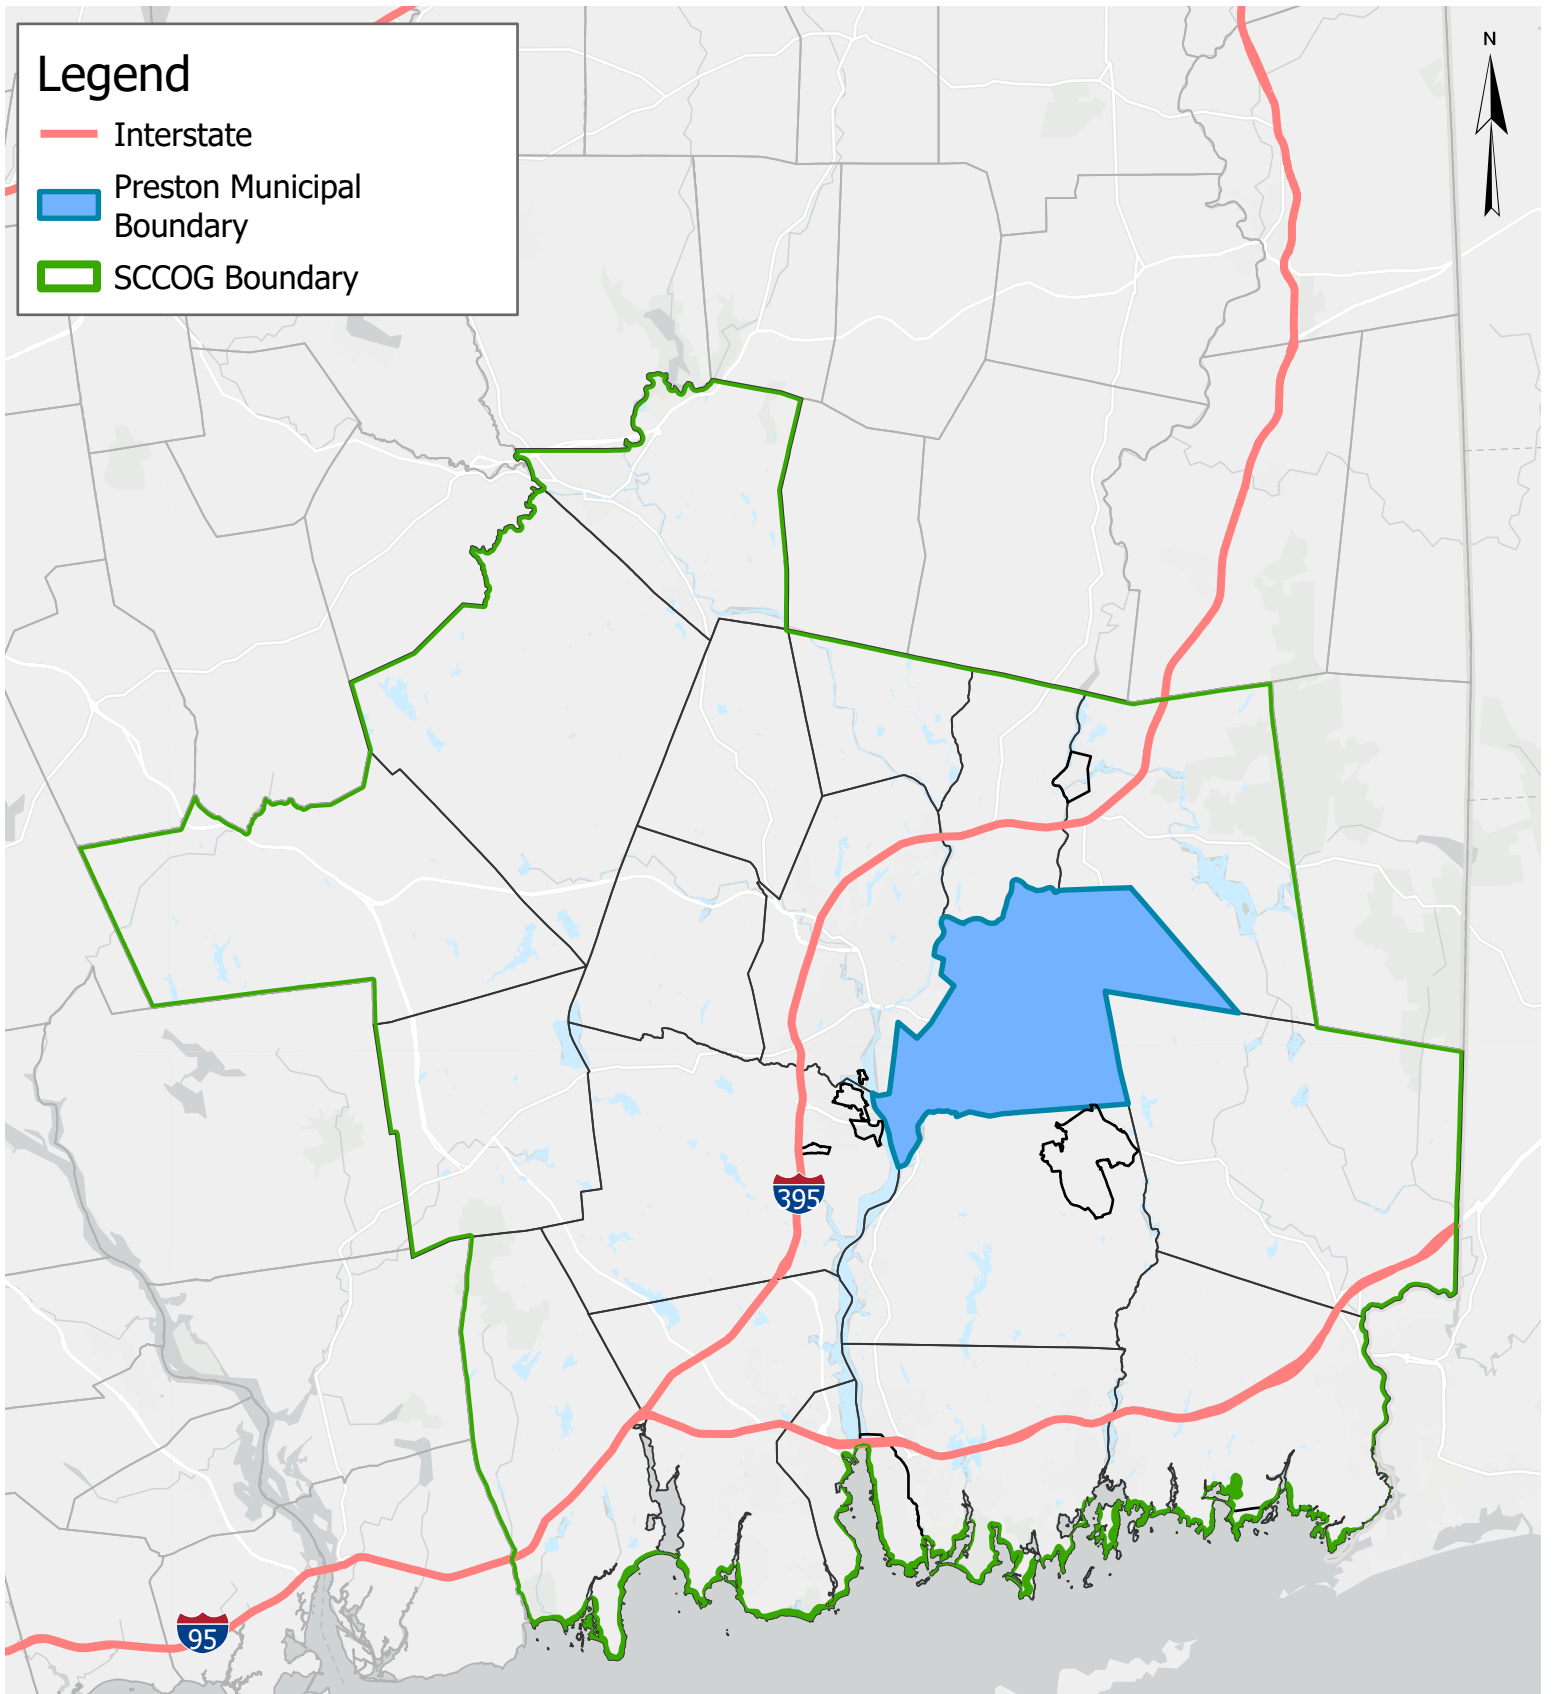 Legend
Interstate
Preston Municipal
Boundary
SCCOG Boundary
N
395
95